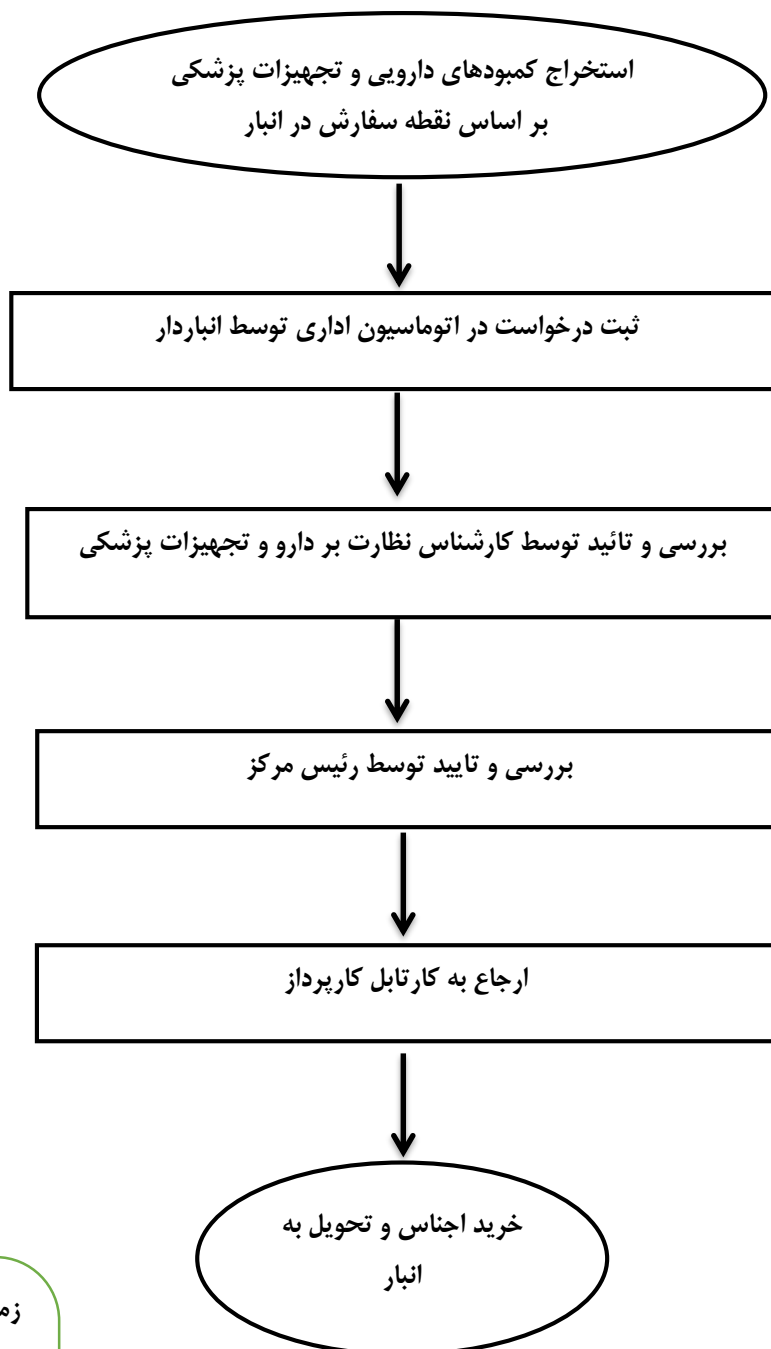 استخراج کمبودهای دارویی و تجهیزات پزشکی
بر اساس نقطه سفارش در انبار
ثبت درخواست در اتوماسیون اداری توسط انباردار
بررسی و تائید توسط کارشناس نظارت بر دارو و تجهیزات پزشکی
بررسی و تایید توسط رئیس مرکز
ارجاع به کارتابل کارپرداز
خرید اجناس و تحویل به
انبار